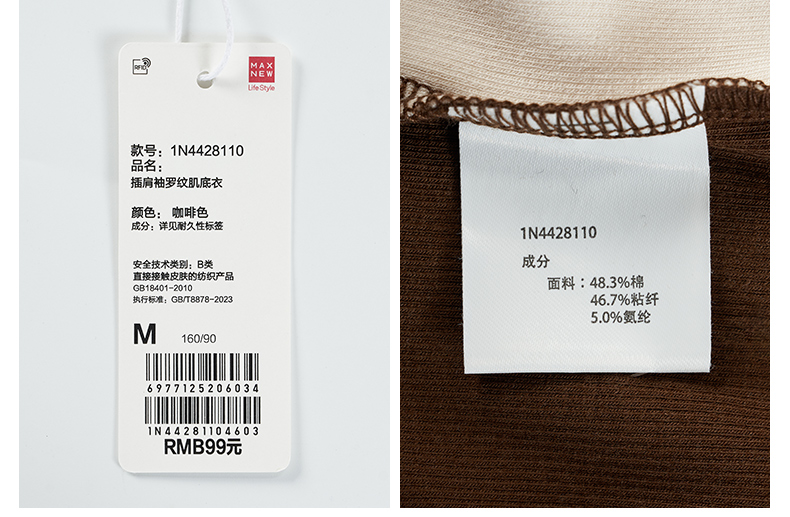 RFID
MAX
NEW
Life Style
款号：1N4428110
品名：
插肩袖罗纹肌底衣
颜色： 咖啡色
成分：详见耐久性标签
安全技术类别：B类
直接接触皮肤的纺织产品
GB18401-2010
执行标准：GB/T8878-2023
M 160/90
6977125206034
1N44281104603
RMB99元
1N4428110
成分
面料：48.3%棉
46.7%粘纤
5.0%氨纶